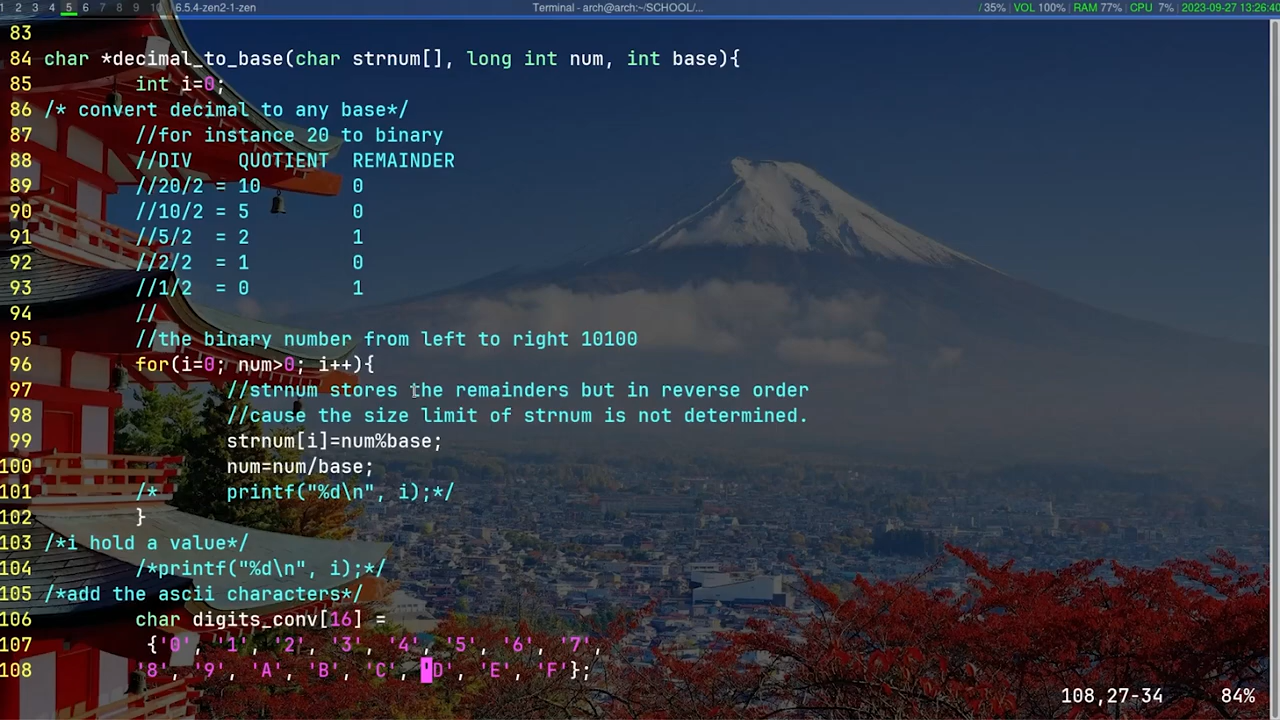 1 2 3 4 5 6 7 8 9 10 6.5.4-zen2-1-zen Terminal - arch@arch:~/SCHOOL/... / 35% | VOL 100% | RAM 77% | CPU 7% | 2023-09-27 13:26:40
83
84 char *decimal_to_base(char strnum[], long int num, int base){
85 int i=0;
86 /* convert decimal to any base*/
87 //for instance 20 to binary
88 //DIV QUOTIENT REMAINDER
89 //20/2 = 10 0
90 //10/2 = 5 0
91 //5/2 = 2 1
92 //2/2 = 1 0
93 //1/2 = 0 1
94 //
95 //the binary number from left to right 10100
96 for(i=0; num>0; i++){
97 //strnum stores the remainders but in reverse order
98 //cause the size limit of strnum is not determined.
99 strnum[i]=num%base;
100 num=num/base;
101 /* printf("%d\n", i);*/
102 }
103 /*i hold a value*/
104 /*printf("%d\n", i);*/
105 /*add the ascii characters*/
106 char digits_conv[16] =
107 {'0', '1', '2', '3', '4', '5', '6', '7',
108 '8', '9', 'A', 'B', 'C', 'D', 'E', 'F'};
108,27-34 84%